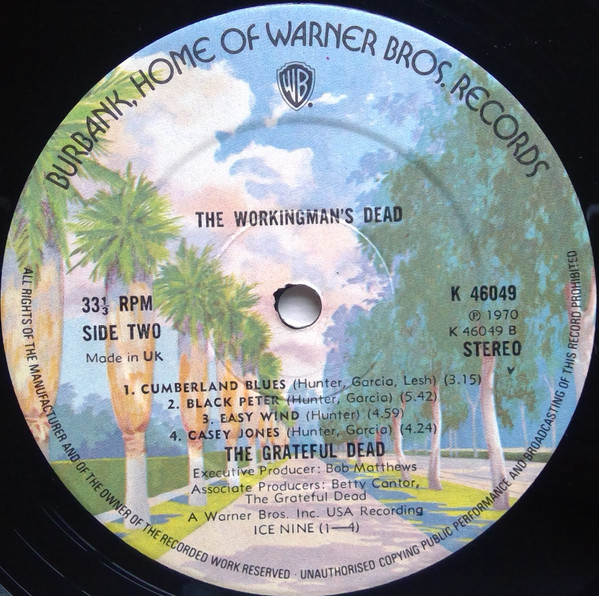 BURBANK, HOME OF WARNER BROS. RECORDS
WB
THE WORKINGMAN'S DEAD
33⅓ RPM
SIDE TWO
Made in UK
K 46049
℗ 1970
K 46049 B
STEREO
1. CUMBERLAND BLUES (Hunter, Garcia, Lesh) (3.15)
2. BLACK PETER (Hunter, Garcia) (5.42)
3. EASY WIND (Hunter) (4.59)
4. CASEY JONES (Hunter, Garcia) (4.24)
THE GRATEFUL DEAD
Executive Producer: Bob Matthews
Associate Producers: Betty Cantor,
The Grateful Dead
A Warner Bros. Inc. USA Recording
ICE NINE (1—4)
ALL RIGHTS OF THE MANUFACTURER AND OF THE OWNER OF THE RECORDED WORK RESERVED · UNAUTHORISED COPYING PUBLIC PERFORMANCE AND BROADCASTING OF THIS RECORD PROHIBITED